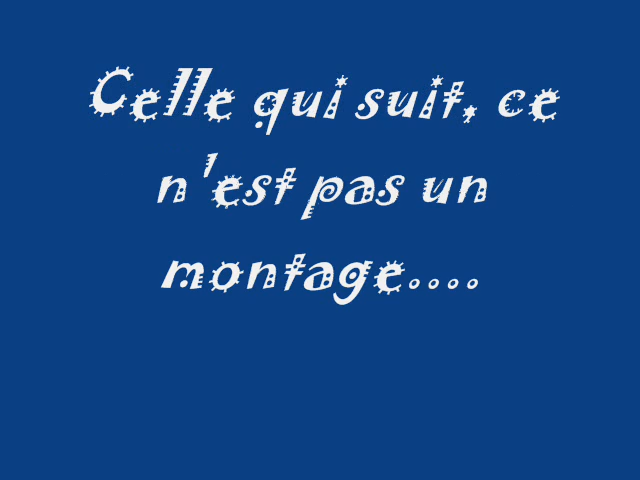 Celle qui suit, ce
n'est pas un
montage....